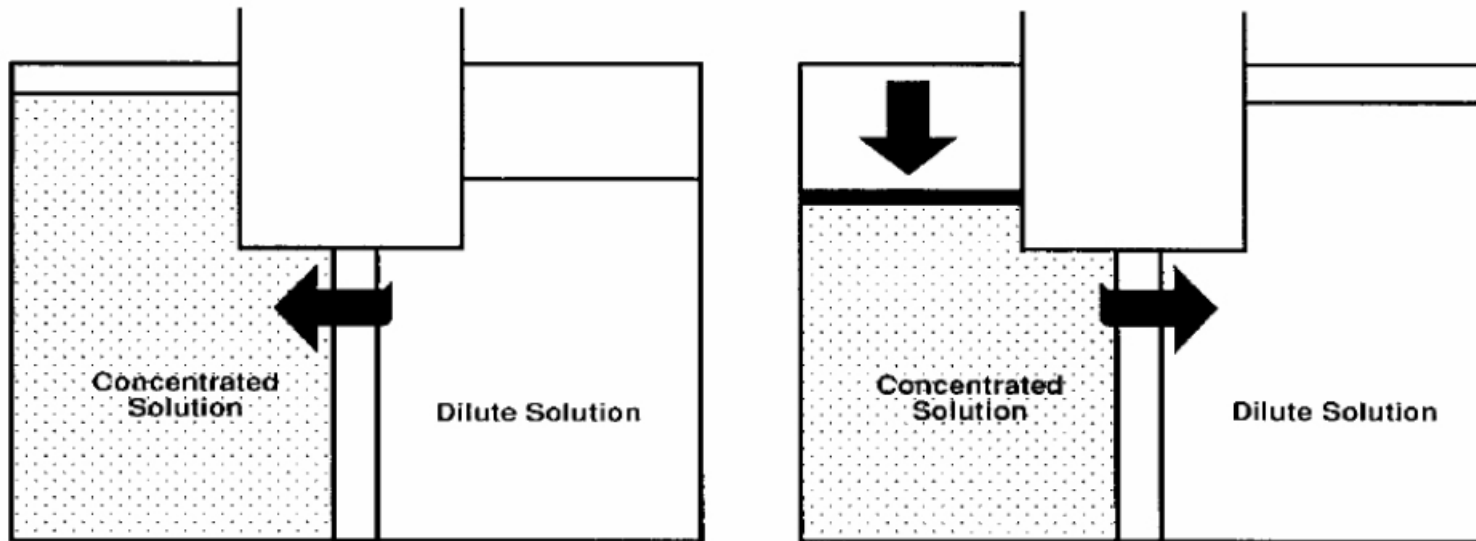 Concentrated
Solution
Dilute Solution
Concentrated
Solution
Dilute Solution